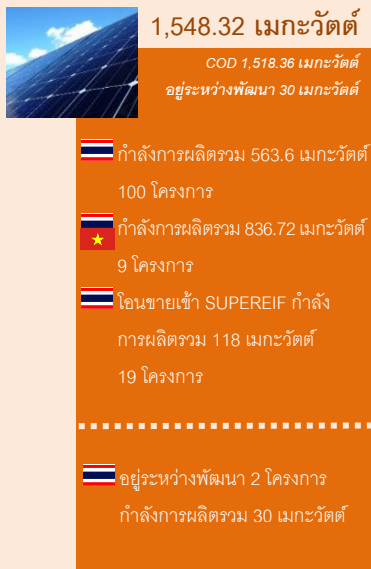 1,548.32 เมกะวัตต์
COD 1,518.36 เมกะวัตต์
อยู่ระหว่างพัฒนา 30 เมกะวัตต์
กำลังการผลิตรวม 563.6 เมกะวัตต์
100 โครงการ
กำลังการผลิตรวม 836.72 เมกะวัตต์
9 โครงการ
โอนขายเข้า SUPEREIF กำลัง
การผลิตรวม 118 เมกะวัตต์
19 โครงการ
อยู่ระหว่างพัฒนา 2 โครงการ
กำลังการผลิตรวม 30 เมกะวัตต์